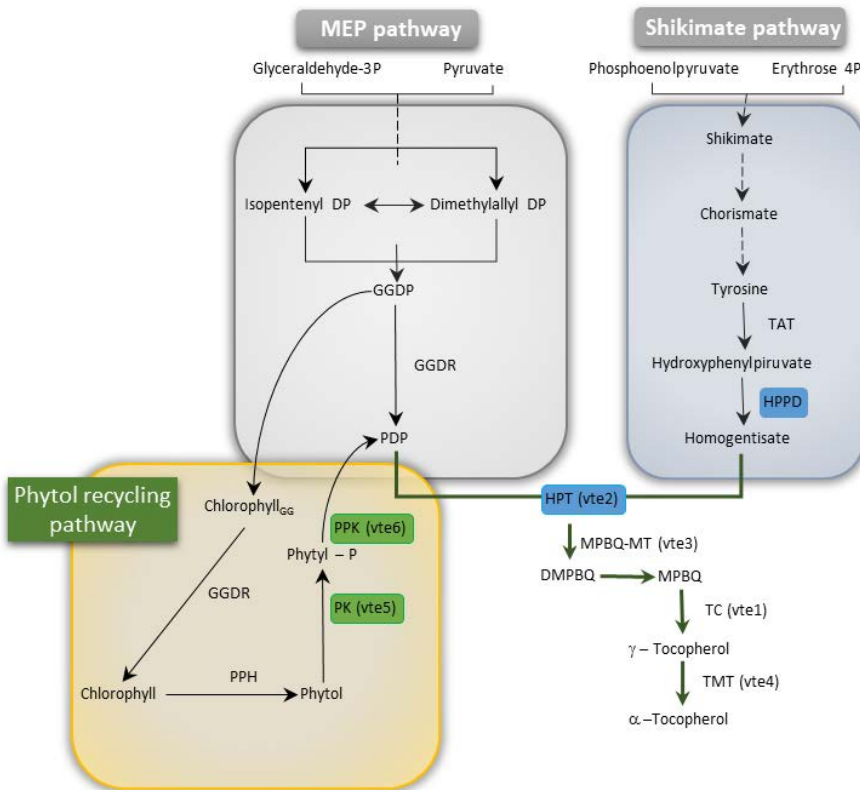 MEP pathway
Shikimate pathway
Glyceraldehyde-3P
Pyruvate
Phosphoenolpyruvate
Erythrose 4P
Shikimate
Chorismate
Tyrosine
TAT
Hydroxyphenylpiruvate
HPPD
Homogentisate
Isopentenyl DP
Dimethylallyl DP
GGDP
GGDR
PDP
Phytol recycling
pathway
ChlorophyllGG
PPK (vte6)
Phytyl – P
GGDR
PK (vte5)
PPH
Chlorophyll
Phytol
HPT (vte2)
MPBQ-MT (vte3)
DMPBQ
MPBQ
TC (vte1)
γ – Tocopherol
TMT (vte4)
α –Tocopherol